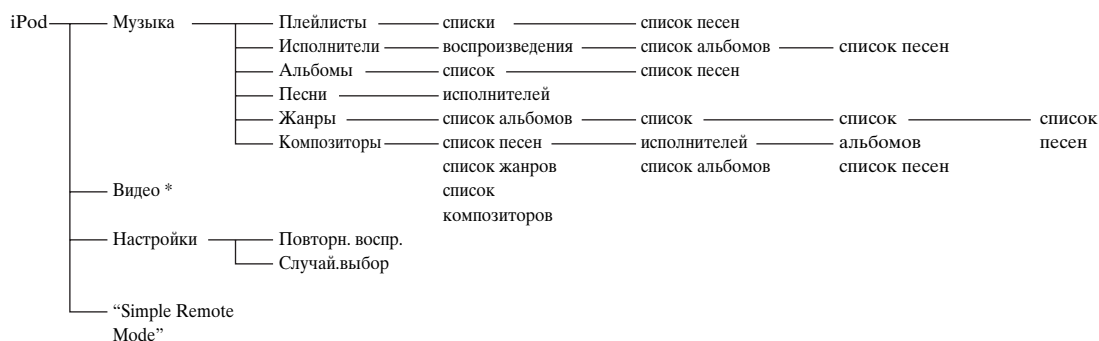 iPod Музыка Плейлисты списки список песен
Исполнители воспроизведения список альбомов список песен
Альбомы список список песен
Песни исполнителей
Жанры список альбомов список список список
Композиторы список песен исполнителей альбомов песен
список жанров список альбомов список песен
Видео * список
композиторов
Настройки Повторн. воспр.
Случай.выбор
“Simple Remote
Mode”